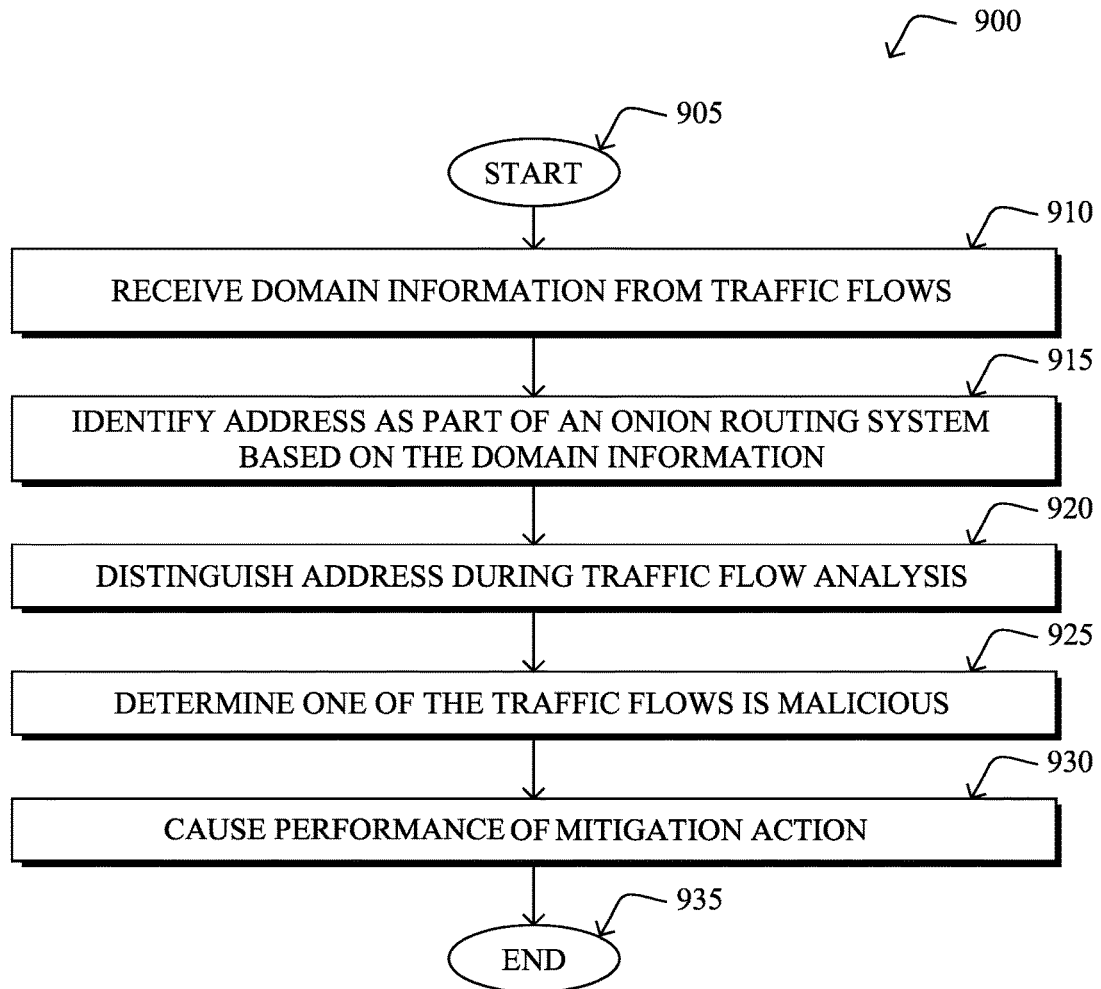 900
905
START
910
RECEIVE DOMAIN INFORMATION FROM TRAFFIC FLOWS
915
IDENTIFY ADDRESS AS PART OF AN ONION ROUTING SYSTEM
BASED ON THE DOMAIN INFORMATION
920
DISTINGUISH ADDRESS DURING TRAFFIC FLOW ANALYSIS
925
DETERMINE ONE OF THE TRAFFIC FLOWS IS MALICIOUS
930
CAUSE PERFORMANCE OF MITIGATION ACTION
935
END